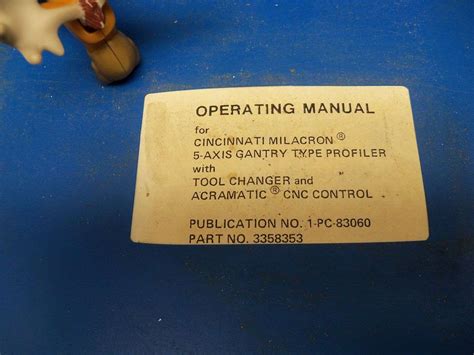 OPERATING MANUAL
for
CINCINNATI MILACRON ®
5-AXIS GANTRY TYPE PROFILER
with
TOOL CHANGER and
ACRAMATIC ® CNC CONTROL
PUBLICATION NO. 1-PC-83060
PART NO. 3358353